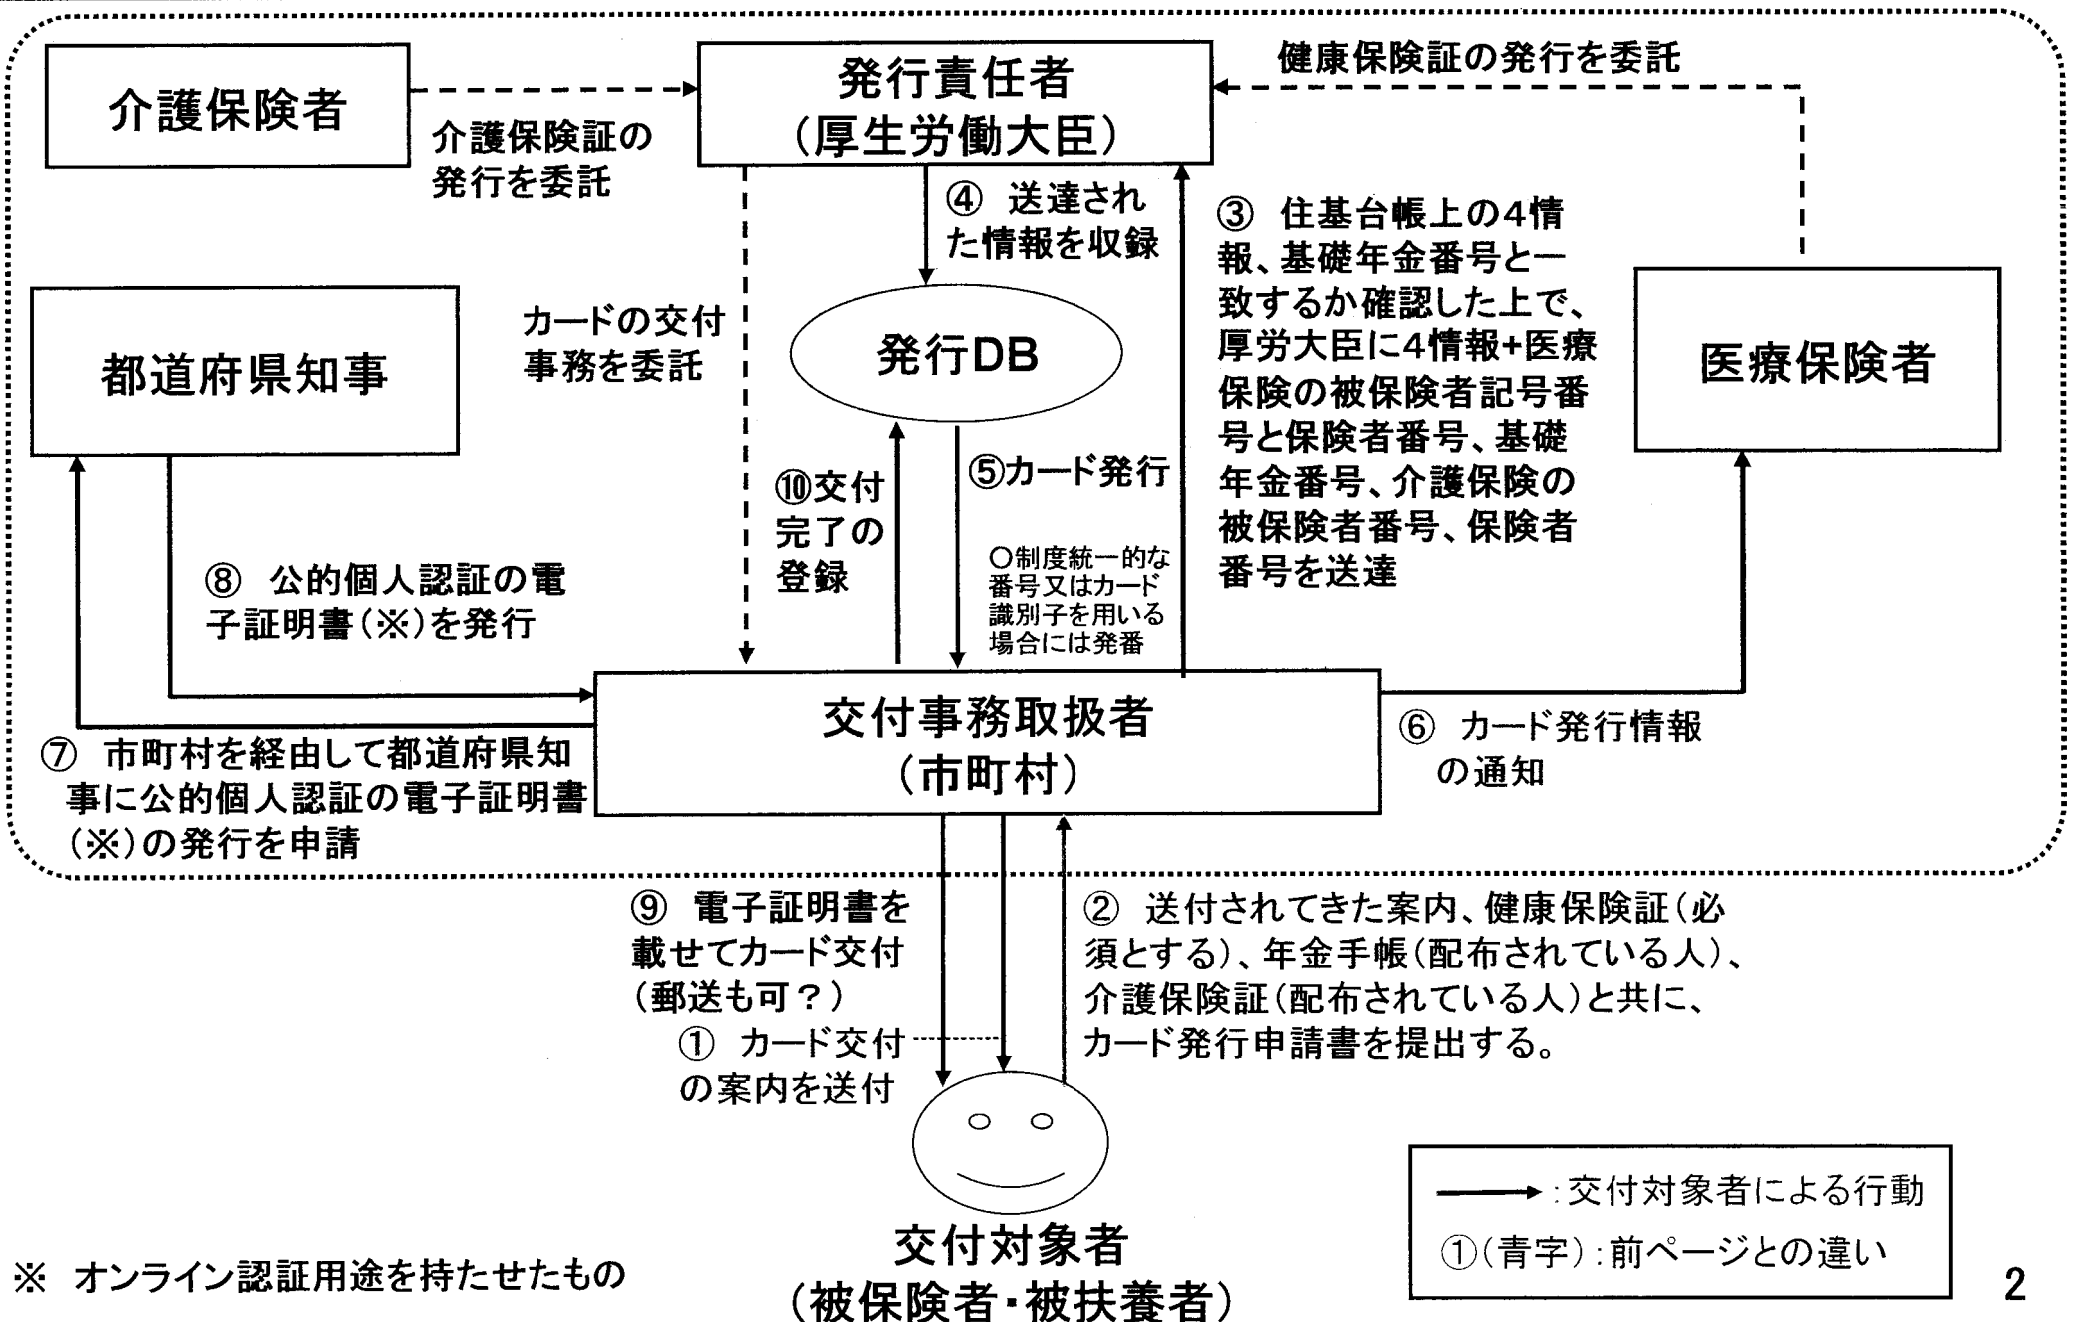 介護保険者
介護保険証の
発行を委託
発行責任者
（厚生労働大臣）
健康保険証の発行を委託
④ 送達され
た情報を収録
③ 住基台帳上の４情
報、基礎年金番号と一
致するか確認した上で、
厚労大臣に４情報+医療
保険の被保険者記号番
号と保険者番号、基礎
年金番号、介護保険の
被保険者番号、保険者
番号を送達
都道府県知事
カードの交付
事務を委託
発行DB
医療保険者
⑩交付
完了の
登録
⑤カード発行
○制度統一的な
番号又はカード
識別子を用いる
場合には発番
⑧ 公的個人認証の電
子証明書（※）を発行
交付事務取扱者
（市町村）
⑦ 市町村を経由して都道府県知
事に公的個人認証の電子証明書
（※）の発行を申請
⑥ カード発行情報
の通知
⑨ 電子証明書を
載せてカード交付
（郵送も可？）
① カード交付
の案内を送付
② 送付されてきた案内、健康保険証（必
須とする）、年金手帳（配布されている人）、
介護保険証（配布されている人）と共に、
カード発行申請書を提出する。
交付対象者
（被保険者・被扶養者）
：交付対象者による行動
①（青字）：前ページとの違い
※ オンライン認証用途を持たせたもの
2